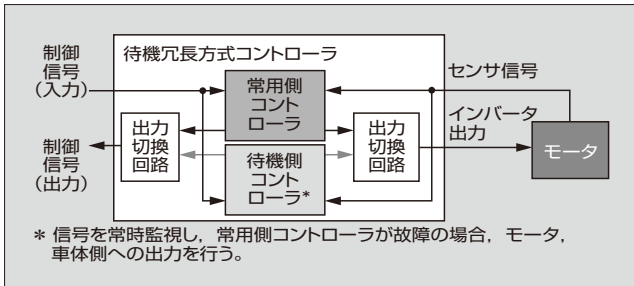 制御
信号
(入力)
待機冗長方式コントローラ
常用側
コント
ローラ
センサ信号
出力
切換
回路
出力
切換
回路
インバータ
出力
モータ
制御
信号
(出力)
待機側
コント
ローラ*
* 信号を常時監視し，常用側コントローラが故障の場合，モータ，
車体側への出力を行う。